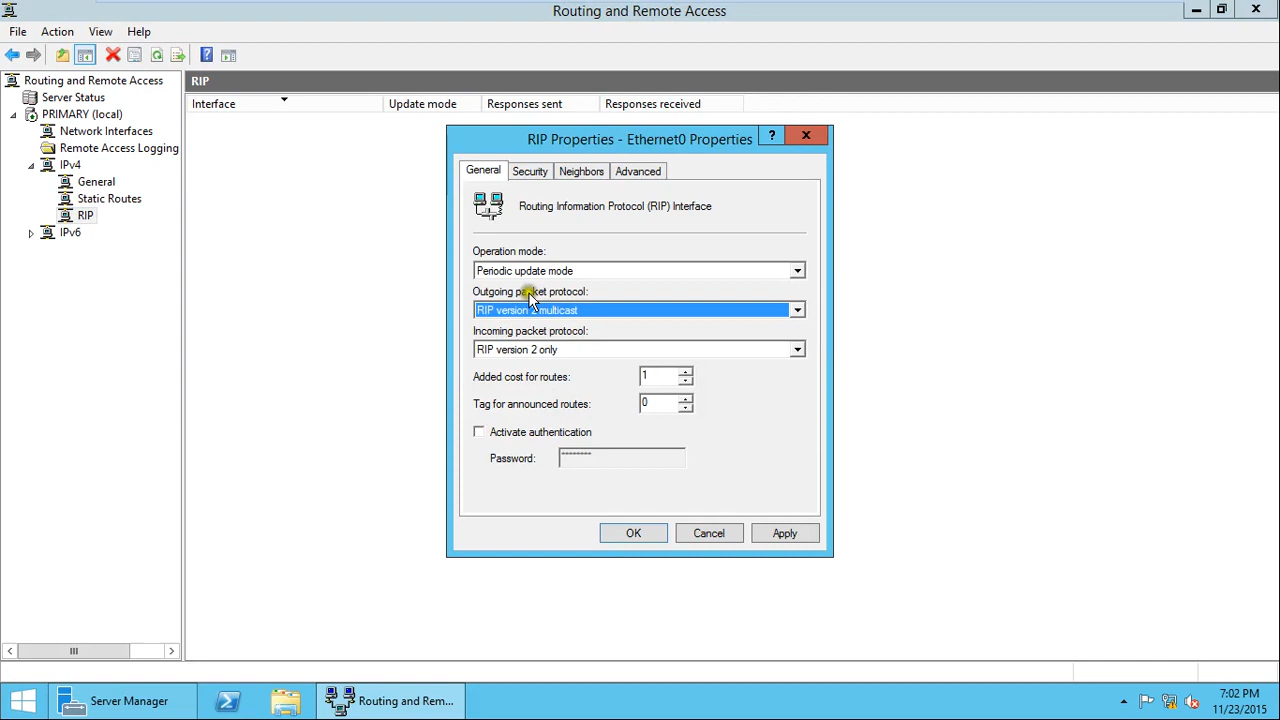 Routing and Remote Access
File Action View Help
Routing and Remote Access
Server Status
PRIMARY (local)
Network Interfaces
Remote Access Logging
IPv4
General
Static Routes
RIP
IPv6
RIP
Interface Update mode Responses sent Responses received
RIP Properties - Ethernet0 Properties
?
General Security Neighbors Advanced
Routing Information Protocol (RIP) Interface
Operation mode:
Periodic update mode
Outgoing packet protocol:
RIP version 2 multicast
Incoming packet protocol:
RIP version 2 only
Added cost for routes: 1
Tag for announced routes: 0
Activate authentication
Password: ********
OK Cancel Apply
Server Manager
Routing and Rem...
7:02 PM
11/23/2015